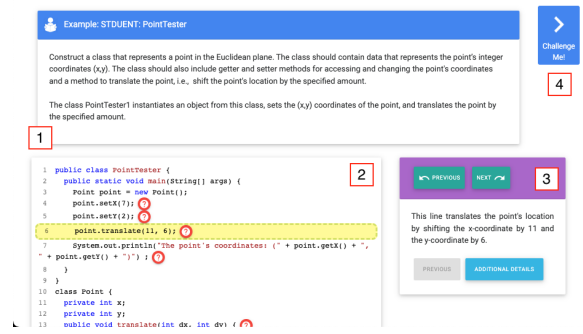 Example: STDUENT: PointTester
Challenge
Me!
4
Construct a class that represents a point in the Euclidean plane. The class should contain data that represents the point's integer
coordinates (x,y). The class should also include getter and setter methods for accessing and changing the point's coordinates
and a method to translate the point, i.e., shift the point's location by the specified amount.
The class PointTester1 instantiates an object from this class, sets the (x,y) coordinates of the point, and translates the point by
the specified amount.
1
2
1 public class PointTester {
2 public static void main(String[] args) {
3 Point point = new Point();
4 point.setX(7); ?
5 point.setY(2); ?
6 point.translate(11, 6); ?
7 System.out.println("The point's coordinates: (" + point.getX() + ",
" + point.getY() + ")") ; ?
8 }
9 }
10 class Point {
11 private int x;
12 private int y;
13 public void translate(int dx, int dy) { ?
PREVIOUS NEXT 3
This line translates the point's location
by shifting the x-coordinate by 11 and
the y-coordinate by 6.
PREVIOUS ADDITIONAL DETAILS